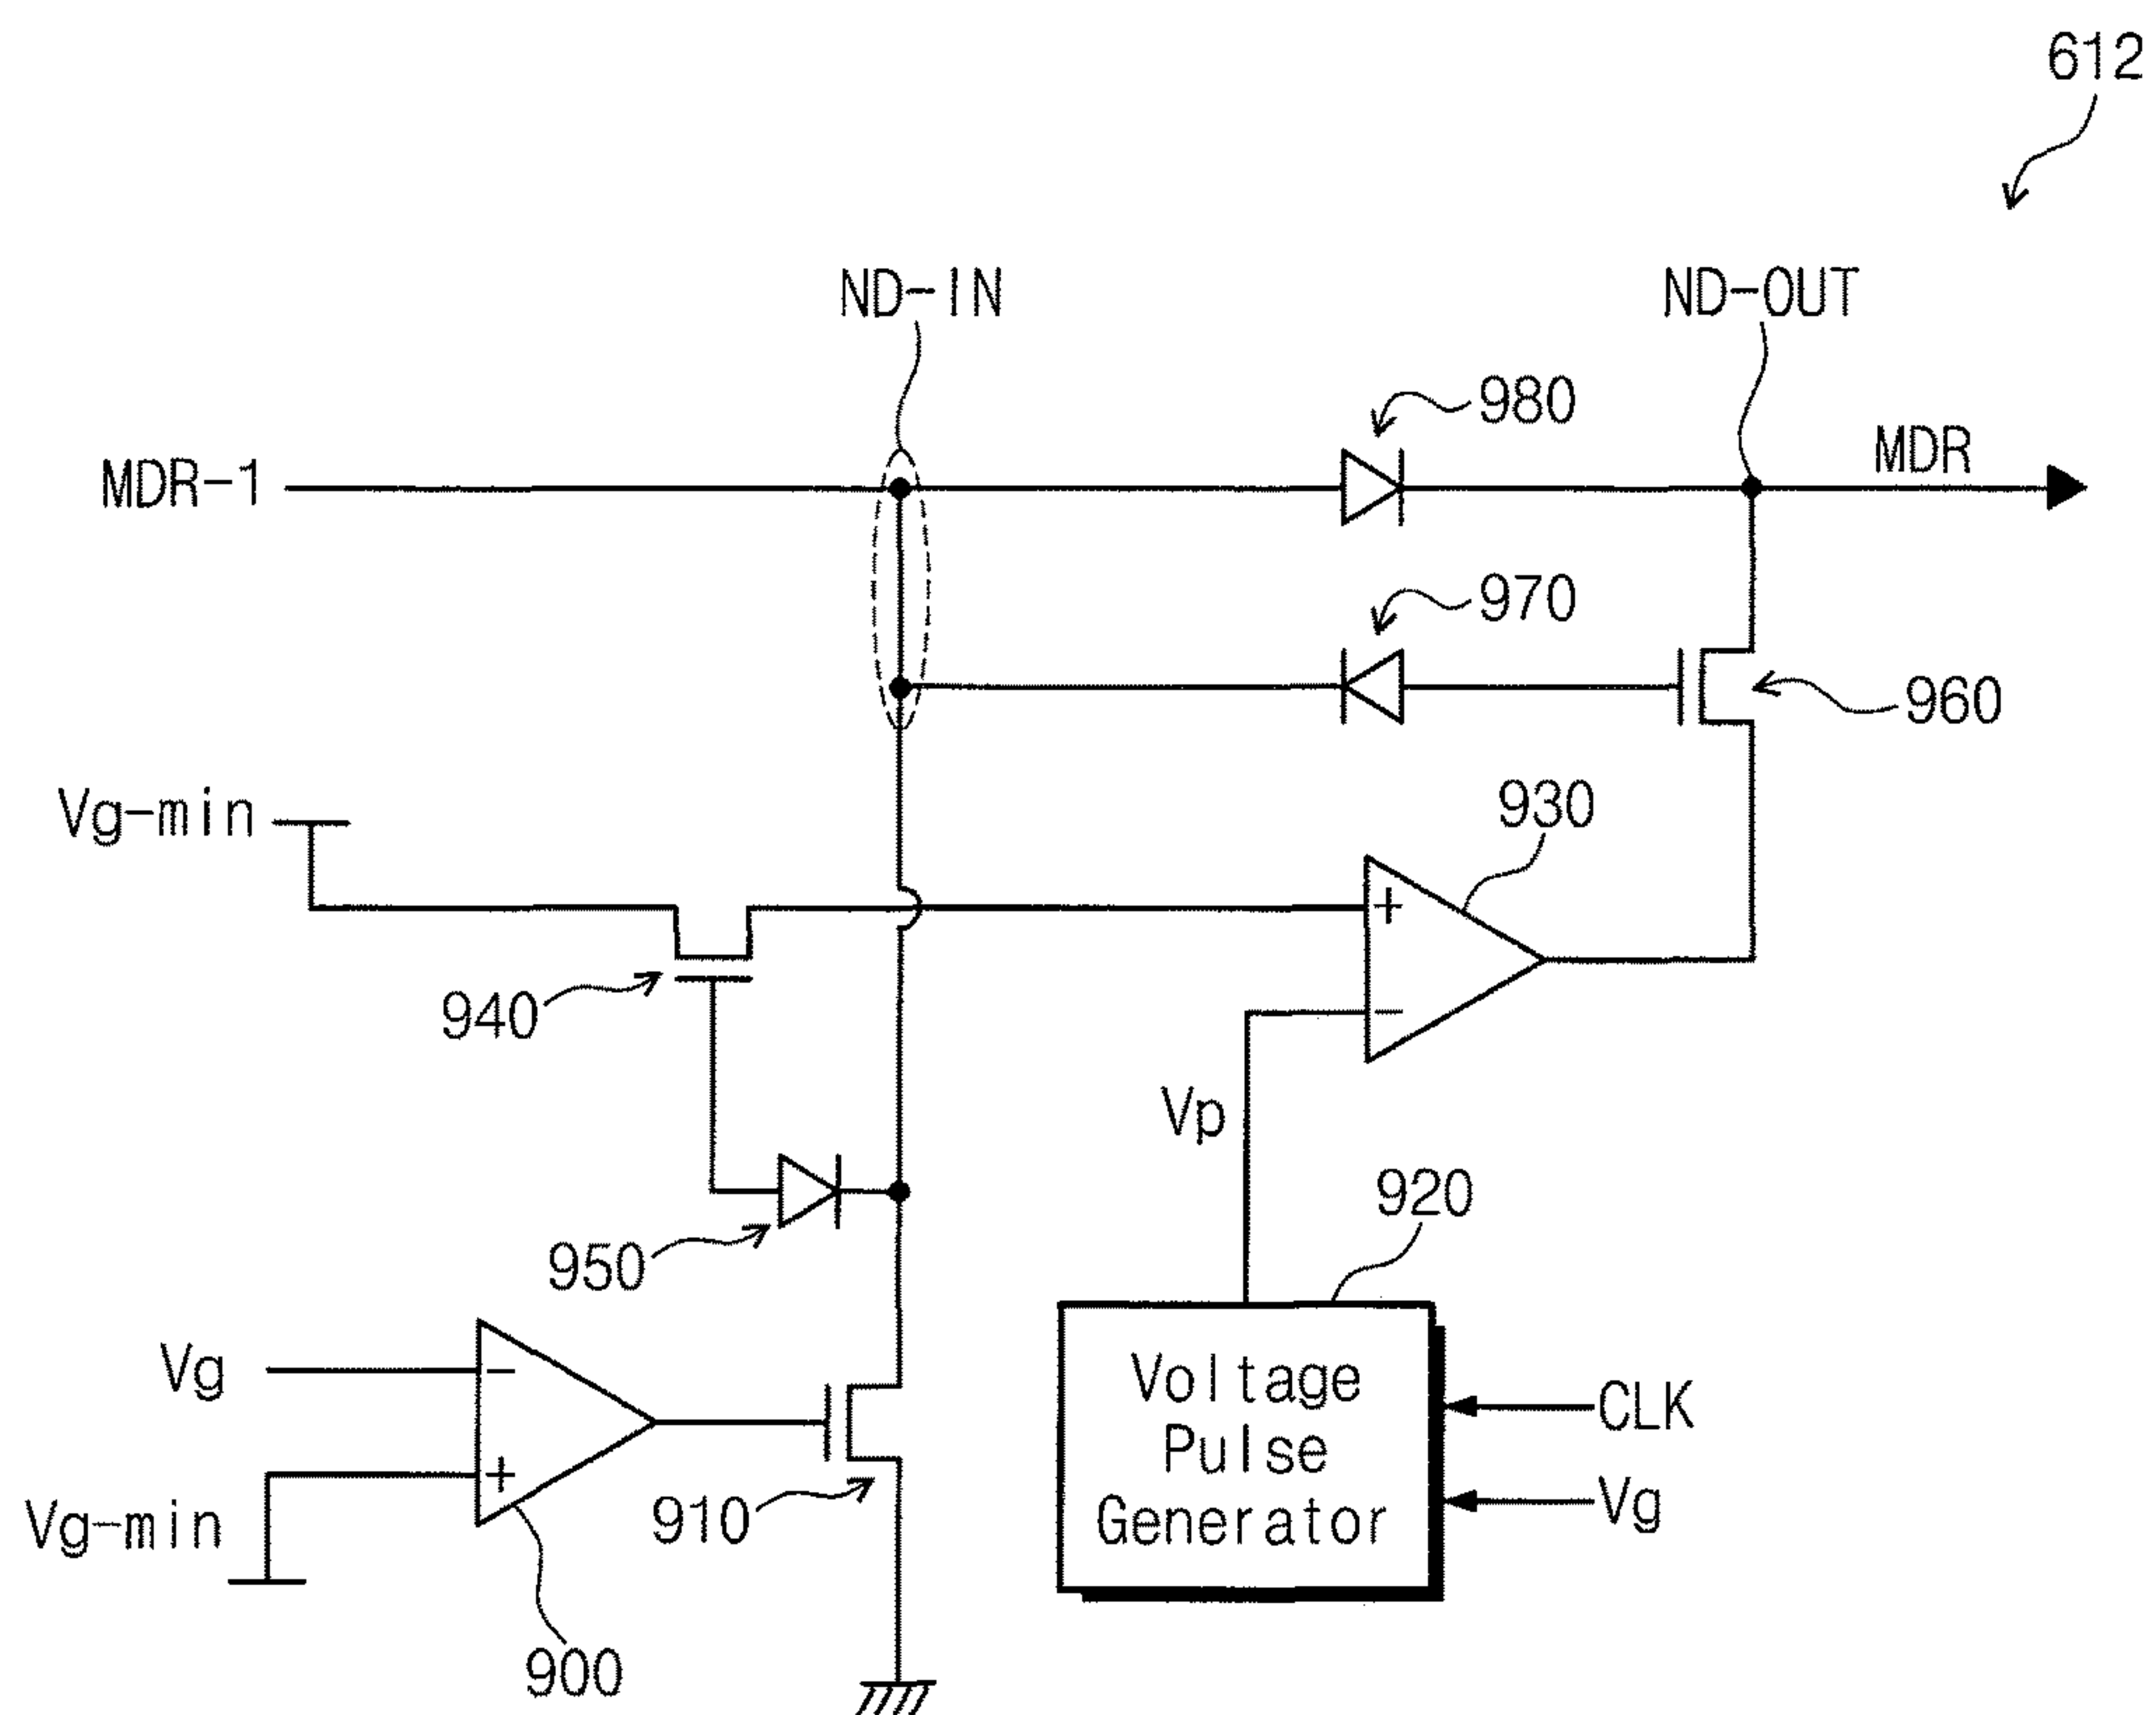 612
ND-IN
ND-OUT
980
MDR-1
MDR
970
960
Vg-min
930
+
940
−
Vp
950
920
Vg
−
Voltage
Pulse
Generator
CLK
Vg
+
Vg-min
910
900